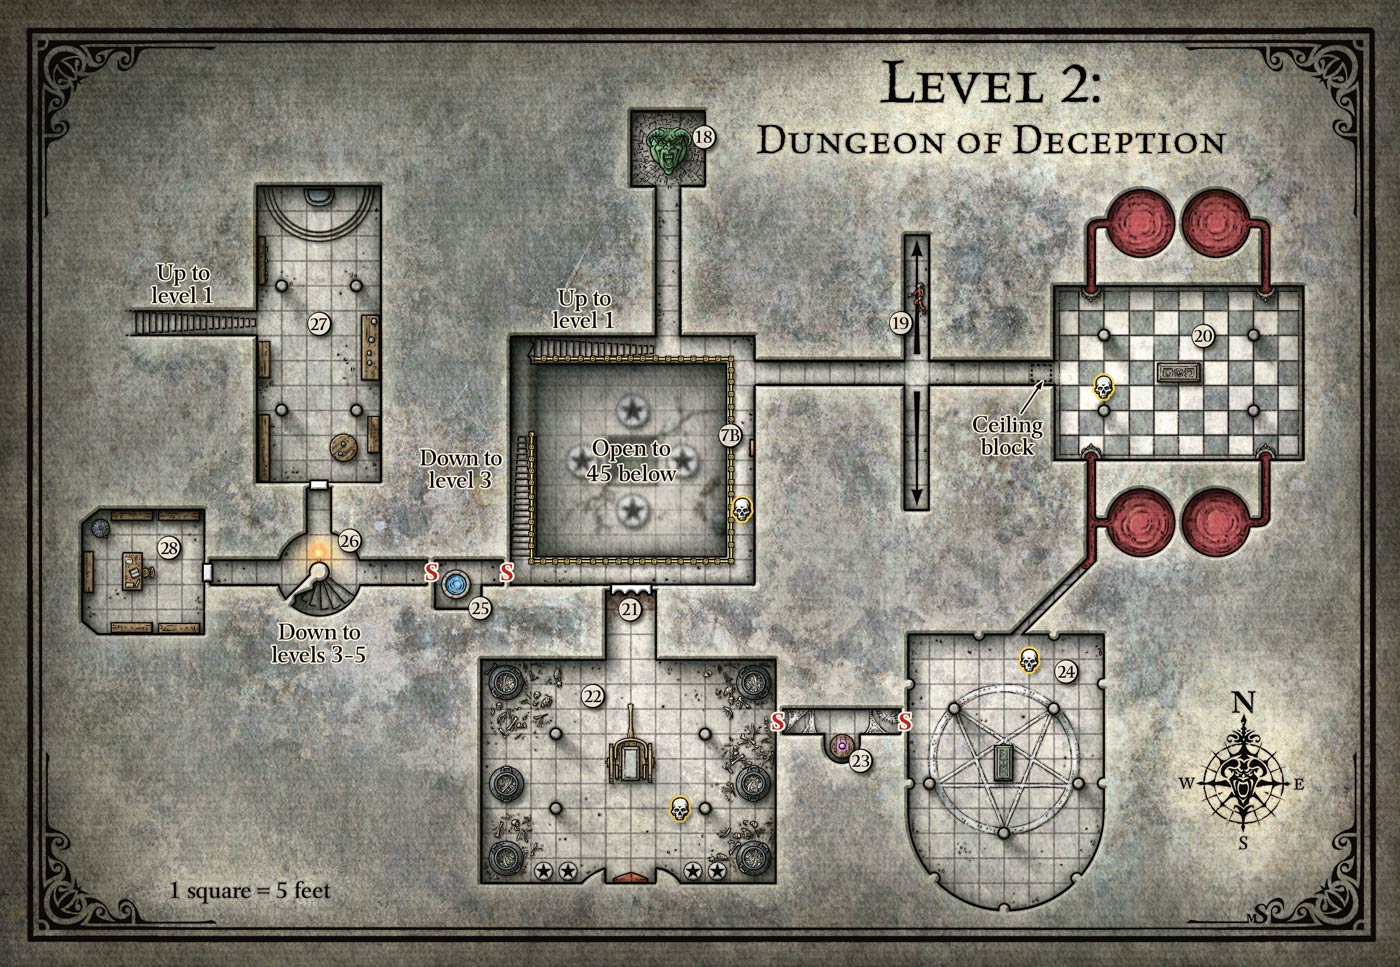 LEVEL 2:
DUNGEON OF DECEPTION
18
Up to
level 1
27
Up to
level 1
19
20
Ceiling
block
7B
Open to
45 below
Down to
level 3
28
26
S
S
25
Down to
levels 3-5
21
22
S
S
23
24
N
W
E
S
1 square = 5 feet
MS